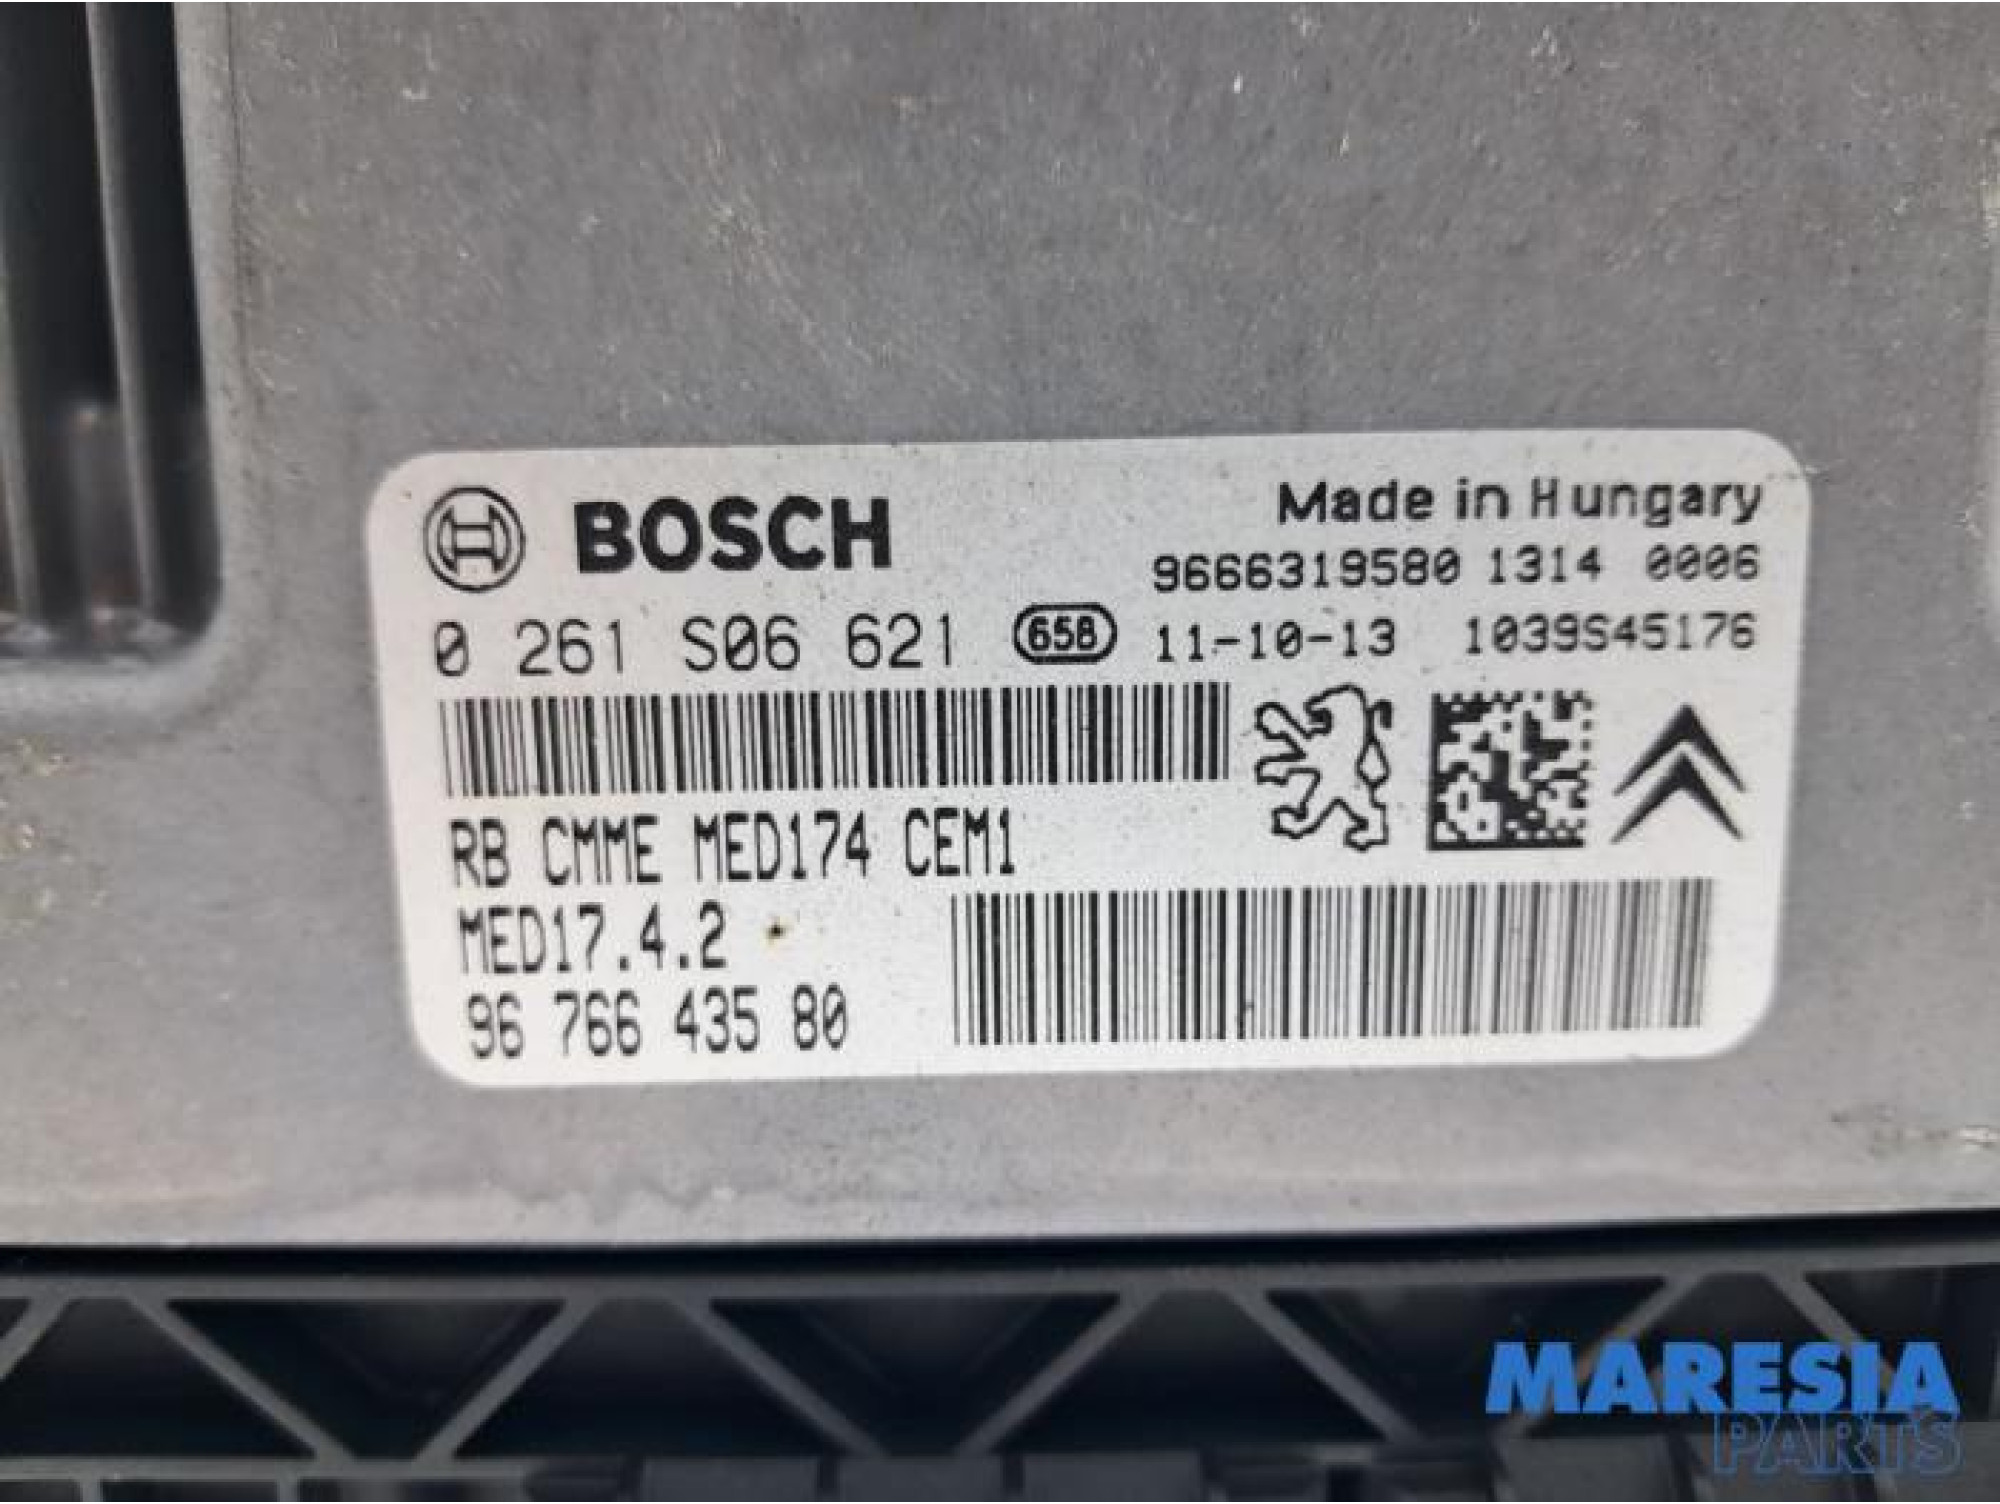 BOSCH
Made in Hungary
9666319580 1314 0006
0 261 S06 621 658 11-10-13 1039S45176
RB CMME MED174 CEM1
MED17.4.2
96 766 435 80
MARESIA
PARTS